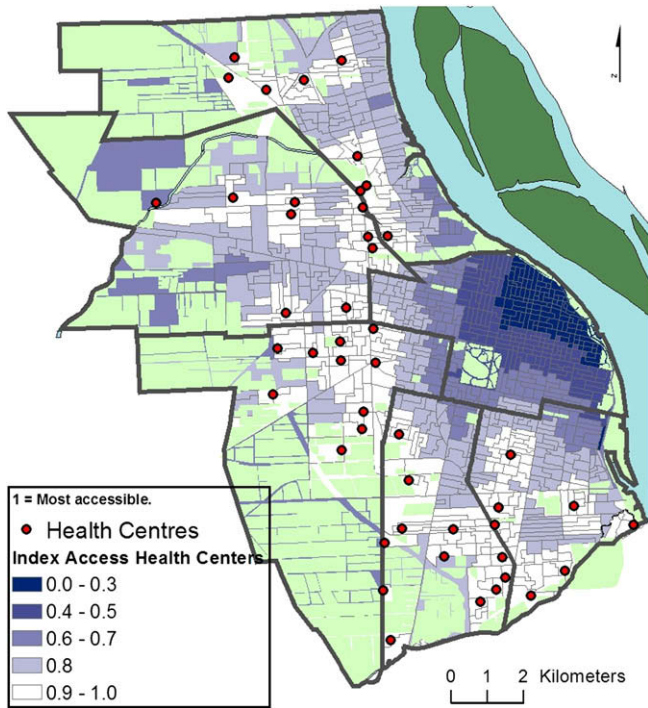 z
1 = Most accessible.
Health Centres
Index Access Health Centers
0.0 - 0.3
0.4 - 0.5
0.6 - 0.7
0.8
0.9 - 1.0
0 1 2 Kilometers